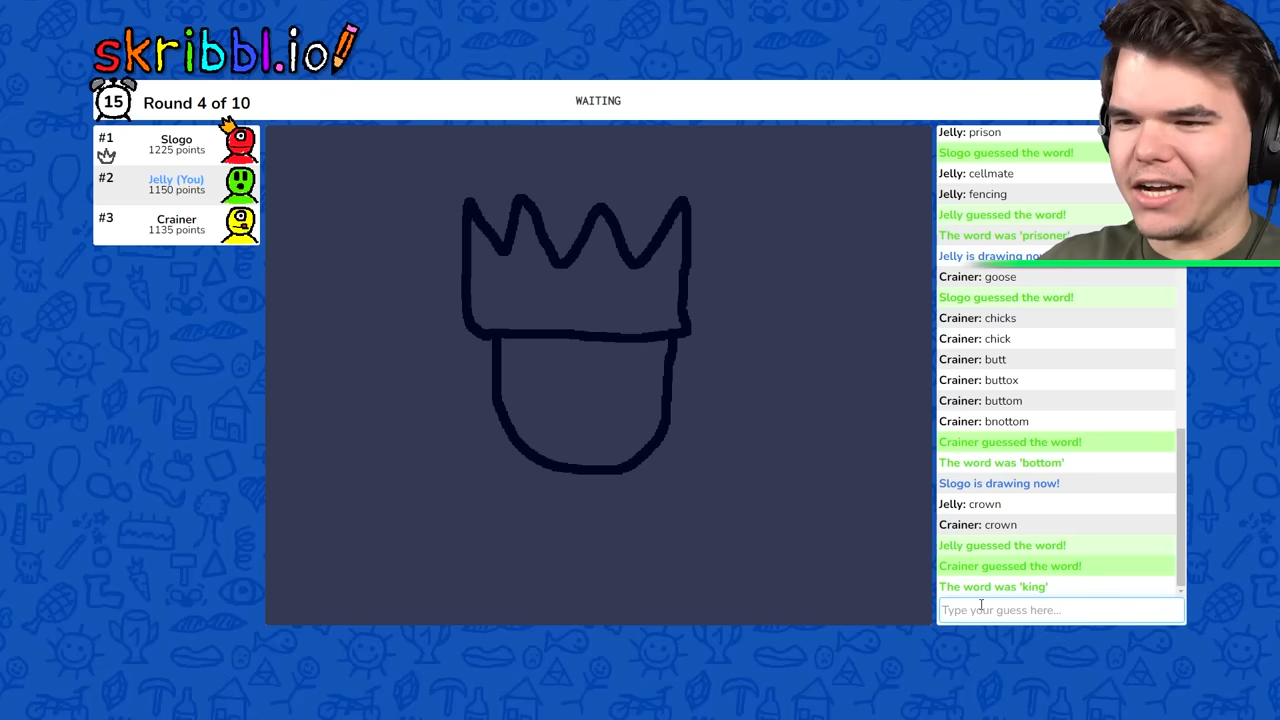 skribbl.io
15 Round 4 of 10 WAITING
#1 Slogo
1225 points
#2 Jelly (You)
1150 points
#3 Crainer
1135 points
Jelly: prison
Slogo guessed the word!
Jelly: cellmate
Jelly: fencing
Jelly guessed the word!
The word was 'prisoner'
Jelly is drawing now
Crainer: goose
Slogo guessed the word!
Crainer: chicks
Crainer: chick
Crainer: butt
Crainer: buttox
Crainer: buttom
Crainer: bnottom
Crainer guessed the word!
The word was 'bottom'
Slogo is drawing now!
Jelly: crown
Crainer: crown
Jelly guessed the word!
Crainer guessed the word!
The word was 'king'
Type your guess here...